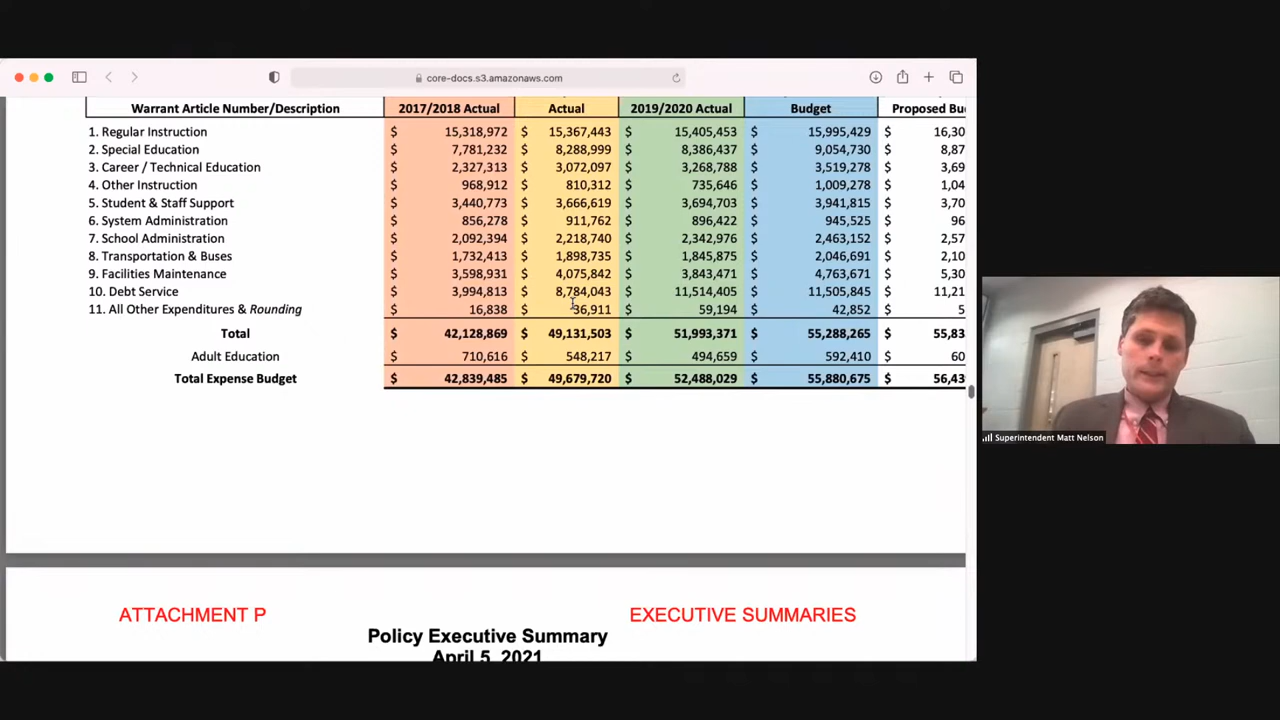 core-docs.s3.amazonaws.com
Warrant Article Number/Description 2017/2018 Actual Actual 2019/2020 Actual Budget Proposed Bu
1. Regular Instruction $ 15,318,972 $ 15,367,443 $ 15,405,453 $ 15,995,429 $ 16,30
2. Special Education $ 7,781,232 $ 8,288,999 $ 8,386,437 $ 9,054,730 $ 8,87
3. Career / Technical Education $ 2,327,313 $ 3,072,097 $ 3,268,788 $ 3,519,278 $ 3,69
4. Other Instruction $ 968,912 $ 810,312 $ 735,646 $ 1,009,278 $ 1,04
5. Student & Staff Support $ 3,440,773 $ 3,666,619 $ 3,694,703 $ 3,941,815 $ 3,70
6. System Administration $ 856,278 $ 911,762 $ 896,422 $ 945,525 $ 96
7. School Administration $ 2,092,394 $ 2,218,740 $ 2,342,976 $ 2,463,152 $ 2,57
8. Transportation & Buses $ 1,732,413 $ 1,898,735 $ 1,845,875 $ 2,046,691 $ 2,10
9. Facilities Maintenance $ 3,598,931 $ 4,075,842 $ 3,843,471 $ 4,763,671 $ 5,30
10. Debt Service $ 3,994,813 $ 8,784,043 $ 11,514,405 $ 11,505,845 $ 11,21
11. All Other Expenditures & Rounding $ 16,838 $ 36,911 $ 59,194 $ 42,852 $ 5
Total $ 42,128,869 $ 49,131,503 $ 51,993,371 $ 55,288,265 $ 55,83
Adult Education $ 710,616 $ 548,217 $ 494,659 $ 592,410 $ 60
Total Expense Budget $ 42,839,485 $ 49,679,720 $ 52,488,029 $ 55,880,675 $ 56,43
Superintendent Matt Nelson
ATTACHMENT P EXECUTIVE SUMMARIES
Policy Executive Summary
April 5, 2021